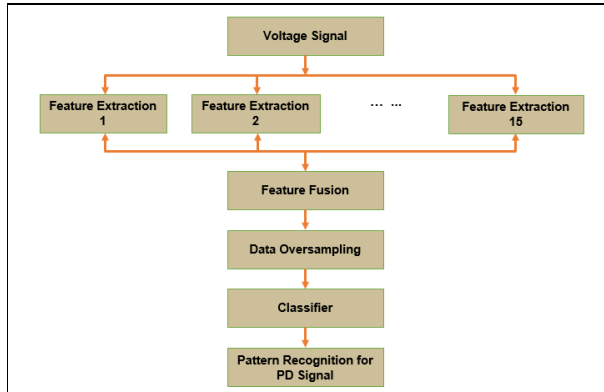 Voltage Signal
Feature Extraction
1
Feature Extraction
2
... ...
Feature Extraction
15
Feature Fusion
Data Oversampling
Classifier
Pattern Recognition for
PD Signal